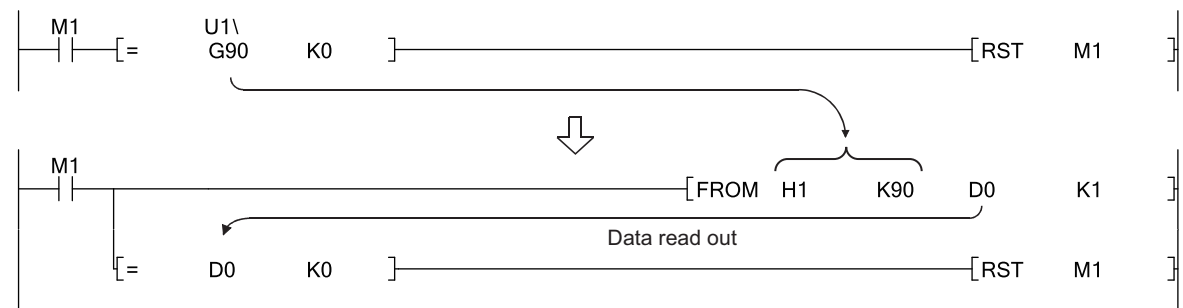 M1 U1\
[= G90 K0 ] [RST M1 ]
M1
[FROM H1 K90 D0 K1 ]
Data read out
[= D0 K0 ] [RST M1 ]